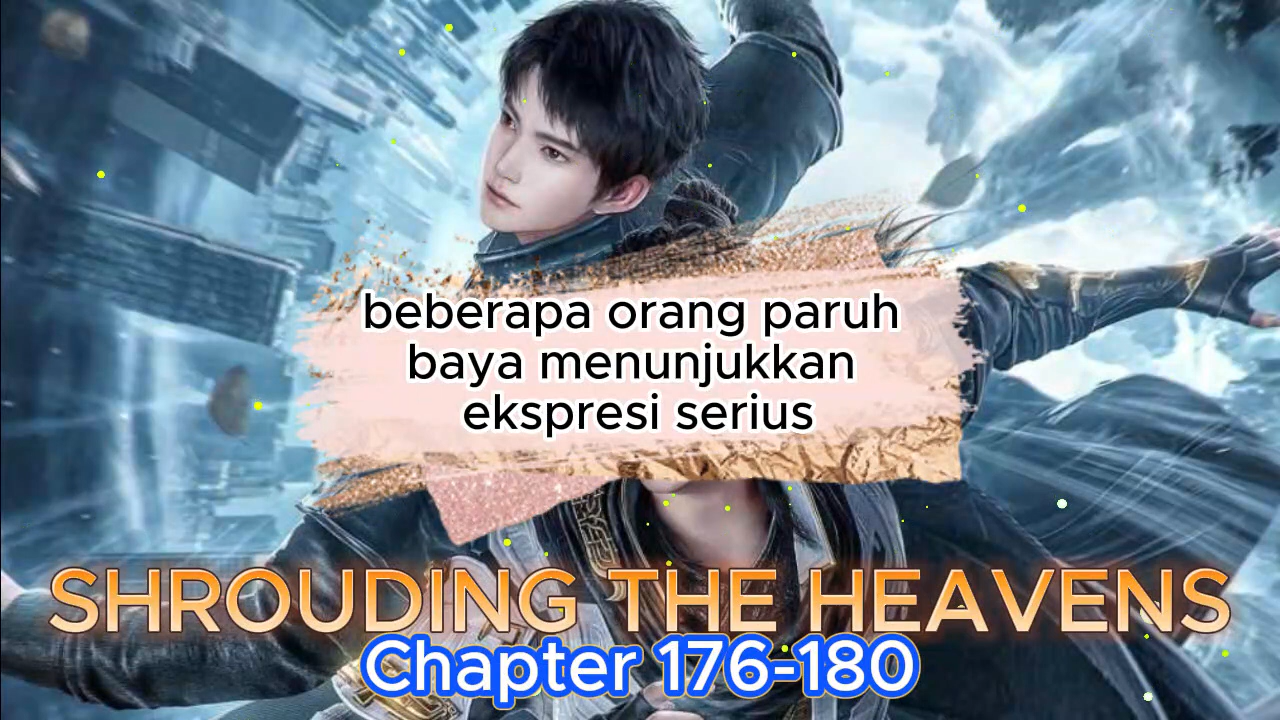 beberapa orang paruh
baya menunjukkan
ekspresi serius
SHROUDING THE HEAVENS
Chapter 176-180